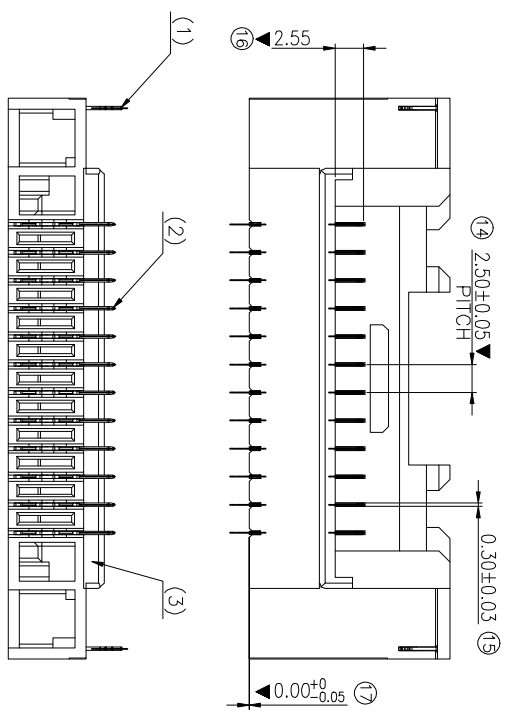 (1)
⑯ ◀ 2.55
(2)
⑭ 2.50±0.05 ▼
PITCH
(3)
0.30±0.03 ⑮
◀ 0.00 +0 -0.05 ⑰